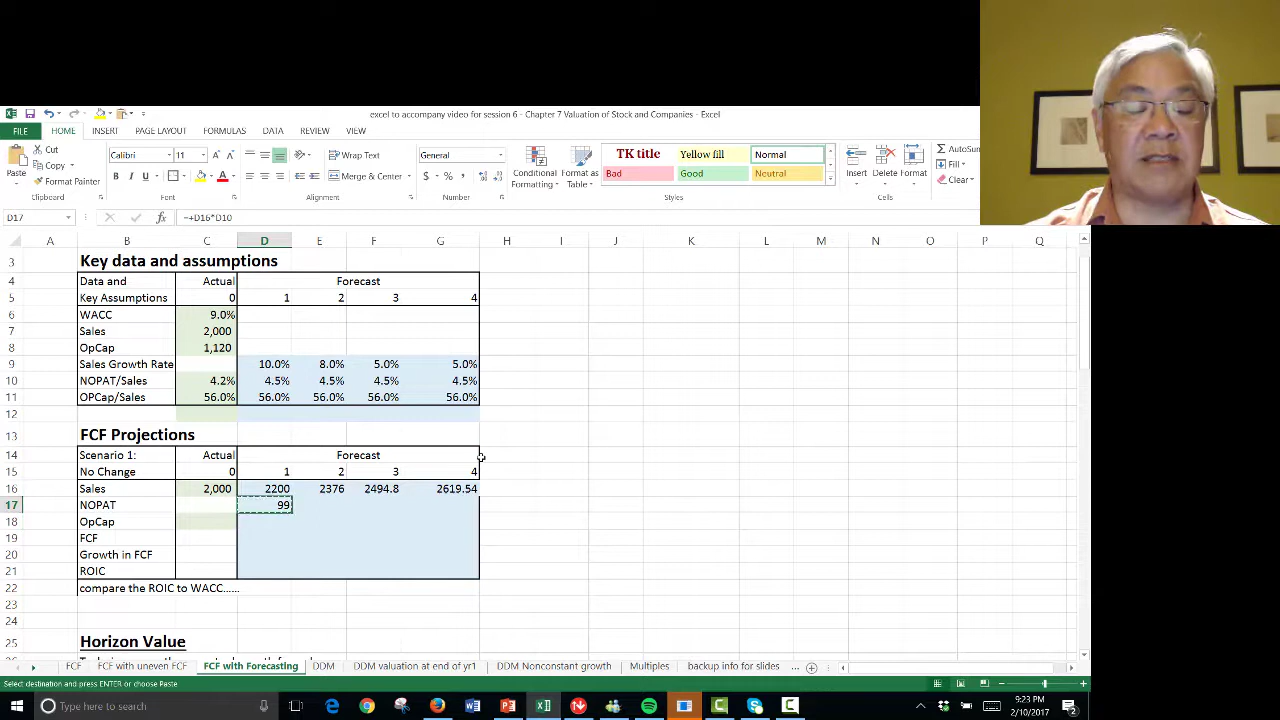 excel to accompany video for session 6 - Chapter 7 Valuation of Stock and Companies - Excel
FILE HOME INSERT PAGE LAYOUT FORMULAS DATA REVIEW VIEW
Cut
Copy
Format Painter
Paste
Clipboard
Calibri 11
B I U
Font
Wrap Text
Merge & Center
Alignment
General
$ % ,
Number
Conditional Formatting
Format as Table
TK title Yellow fill Normal
Bad Good Neutral
Styles
Insert Delete Format
Cells
AutoSum
Fill
Clear
D17 fx =+D16*D10
A B C D E F G H I J K L M N O P Q
3 Key data and assumptions
4 Data and Actual Forecast
5 Key Assumptions 0 1 2 3 4
6 WACC 9.0%
7 Sales 2,000
8 OpCap 1,120
9 Sales Growth Rate 10.0% 8.0% 5.0% 5.0%
10 NOPAT/Sales 4.2% 4.5% 4.5% 4.5% 4.5%
11 OPCap/Sales 56.0% 56.0% 56.0% 56.0% 56.0%
12
13 FCF Projections
14 Scenario 1: Actual Forecast
15 No Change 0 1 2 3 4
16 Sales 2,000 2200 2376 2494.8 2619.54
17 NOPAT 99
18 OpCap
19 FCF
20 Growth in FCF
21 ROIC
22 compare the ROIC to WACC......
23
24
25 Horizon Value
FCF FCF with uneven FCF FCF with Forecasting DDM DDM valuation at end of yr1 DDM Nonconstant growth Multiples backup info for slides ...
Select destination and press ENTER or choose Paste
Type here to search
9:23 PM
2/10/2017